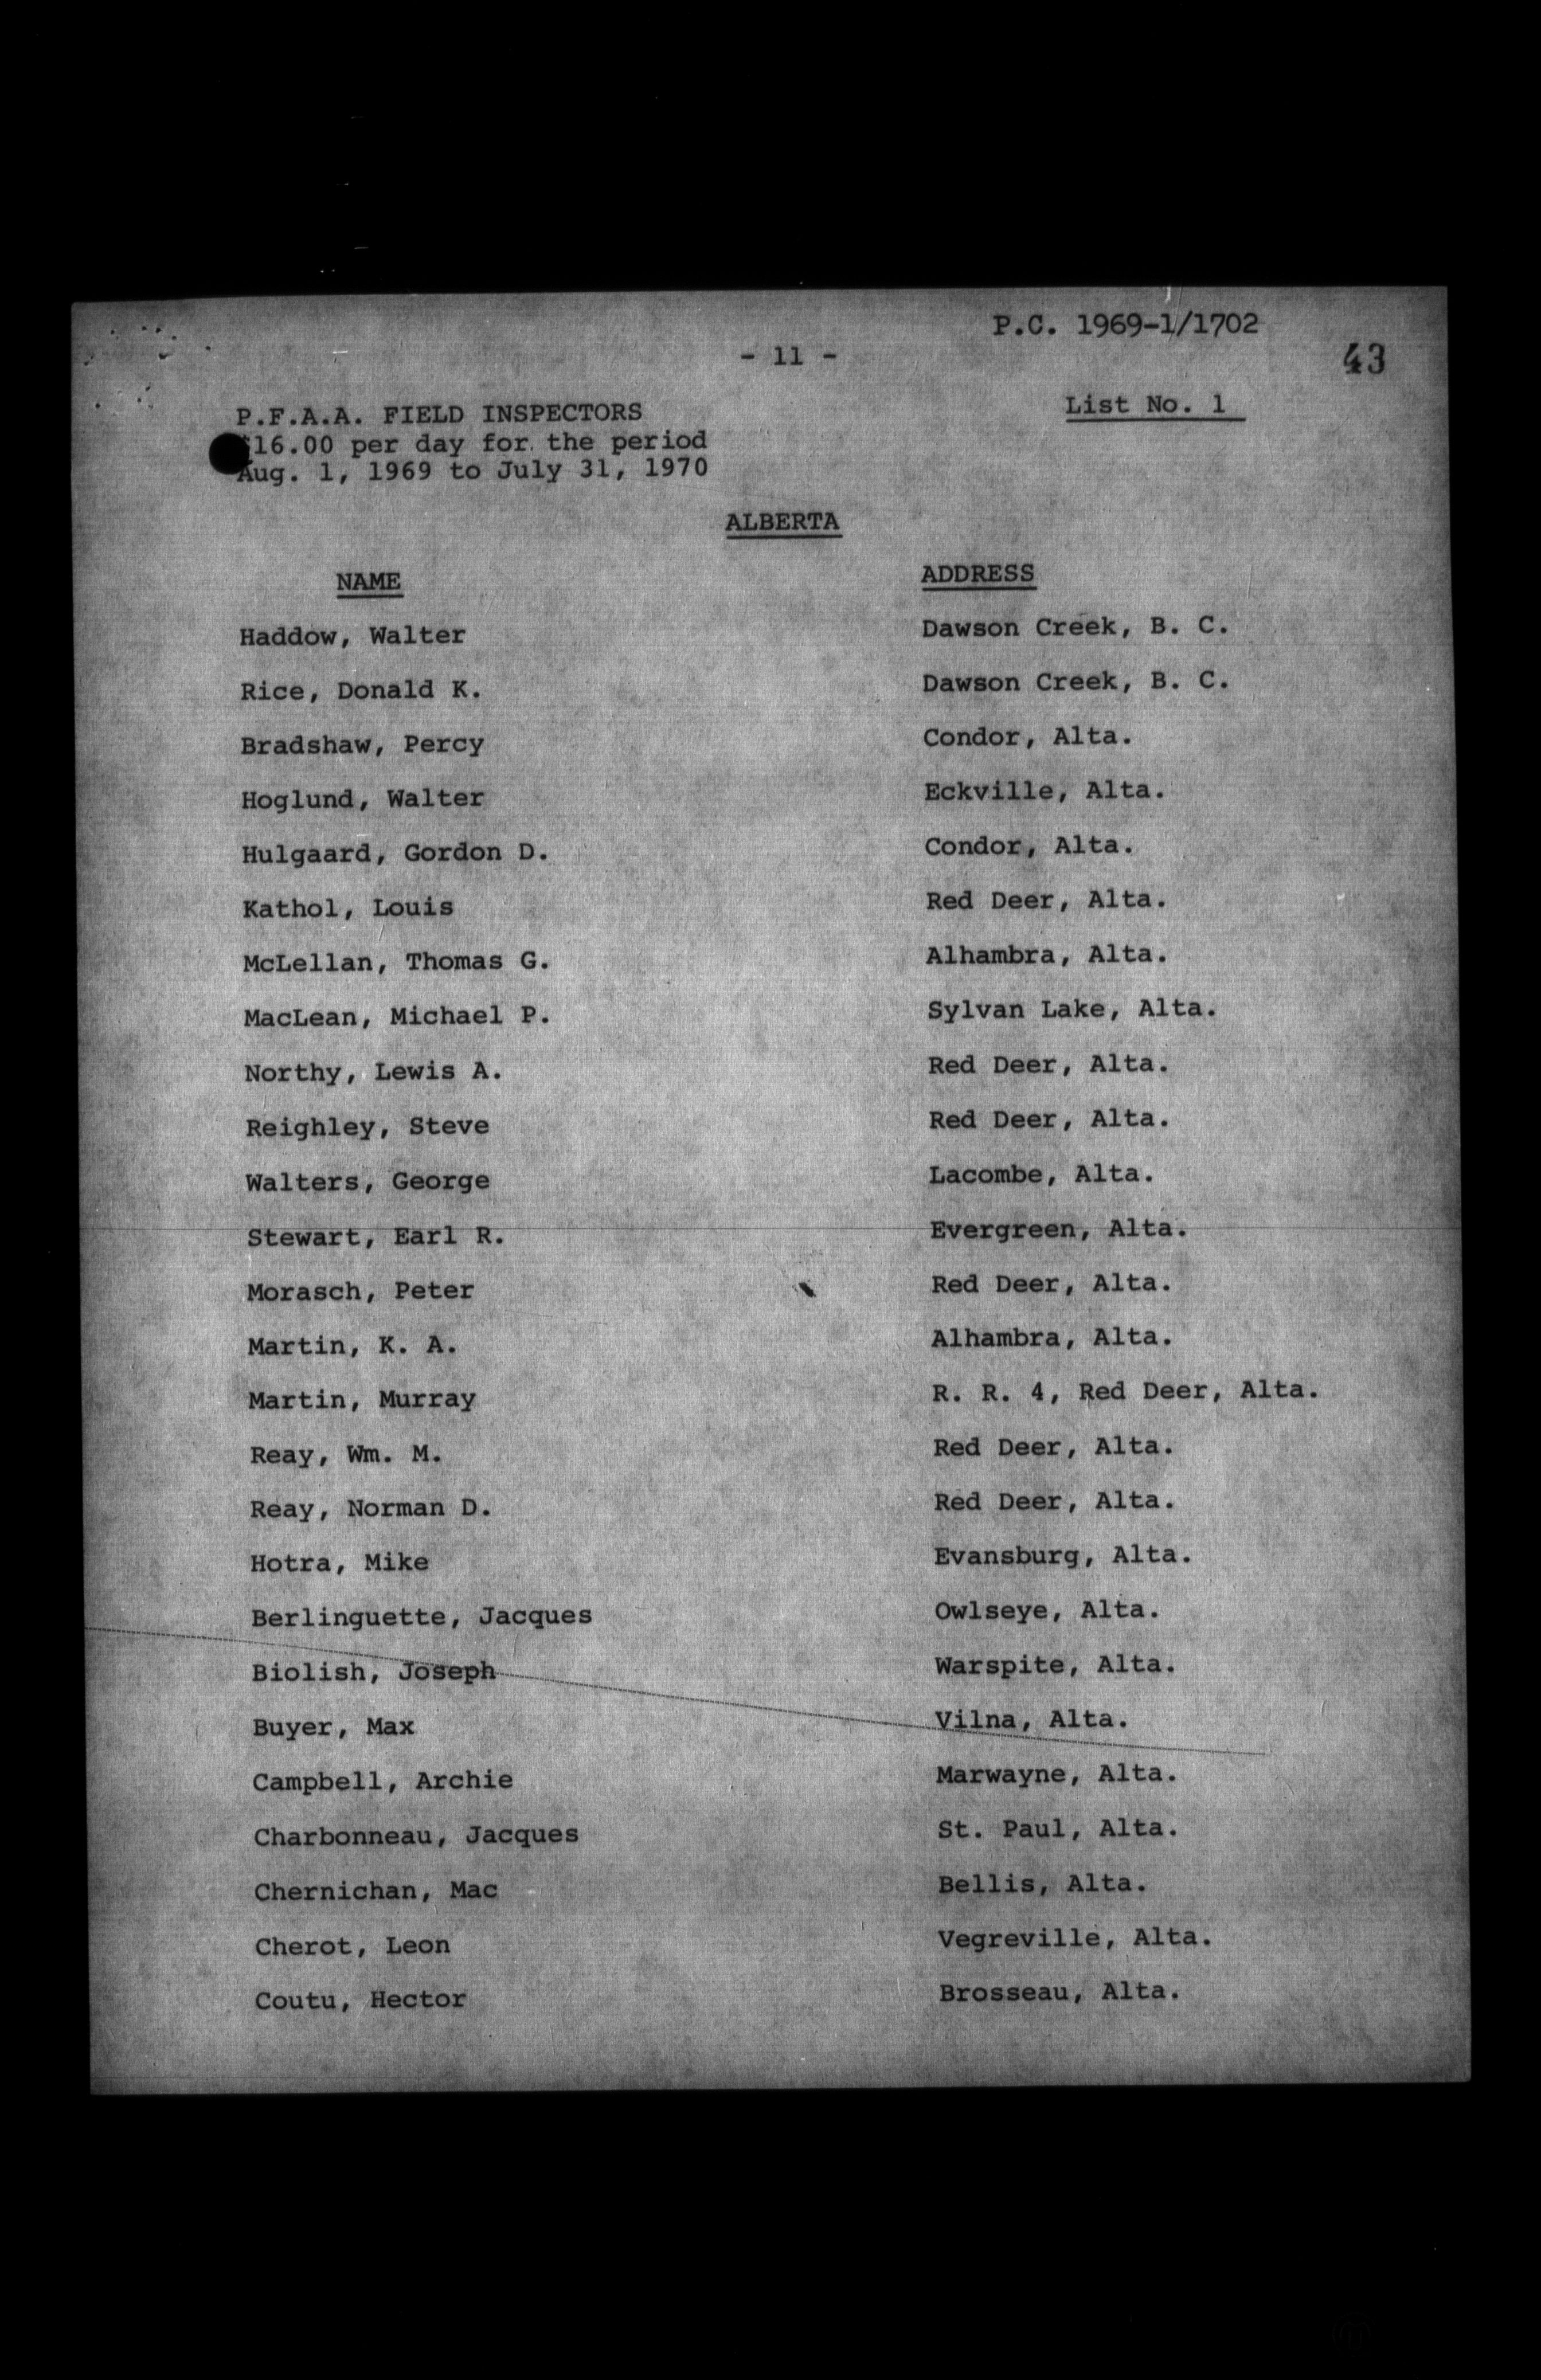 P.C. 1969-1/1702
- 11 -
43
P.F.A.A. FIELD INSPECTORS
List No. 1
$16.00 per day for the period
Aug. 1, 1969 to July 31, 1970
ALBERTA
NAME ADDRESS
Haddow, Walter Dawson Creek, B. C.
Rice, Donald K. Dawson Creek, B. C.
Bradshaw, Percy Condor, Alta.
Hoglund, Walter Eckville, Alta.
Hulgaard, Gordon D. Condor, Alta.
Kathol, Louis Red Deer, Alta.
McLellan, Thomas G. Alhambra, Alta.
MacLean, Michael P. Sylvan Lake, Alta.
Northy, Lewis A. Red Deer, Alta.
Reighley, Steve Red Deer, Alta.
Walters, George Lacombe, Alta.
Stewart, Earl R. Evergreen, Alta.
Morasch, Peter Red Deer, Alta.
Martin, K. A. Alhambra, Alta.
Martin, Murray R. R. 4, Red Deer, Alta.
Reay, Wm. M. Red Deer, Alta.
Reay, Norman D. Red Deer, Alta.
Hotra, Mike Evansburg, Alta.
Berlinguette, Jacques Owlseye, Alta.
Biolish, Joseph Warspite, Alta.
Buyer, Max Vilna, Alta.
Campbell, Archie Marwayne, Alta.
Charbonneau, Jacques St. Paul, Alta.
Chernichan, Mac Bellis, Alta.
Cherot, Leon Vegreville, Alta.
Coutu, Hector Brosseau, Alta.